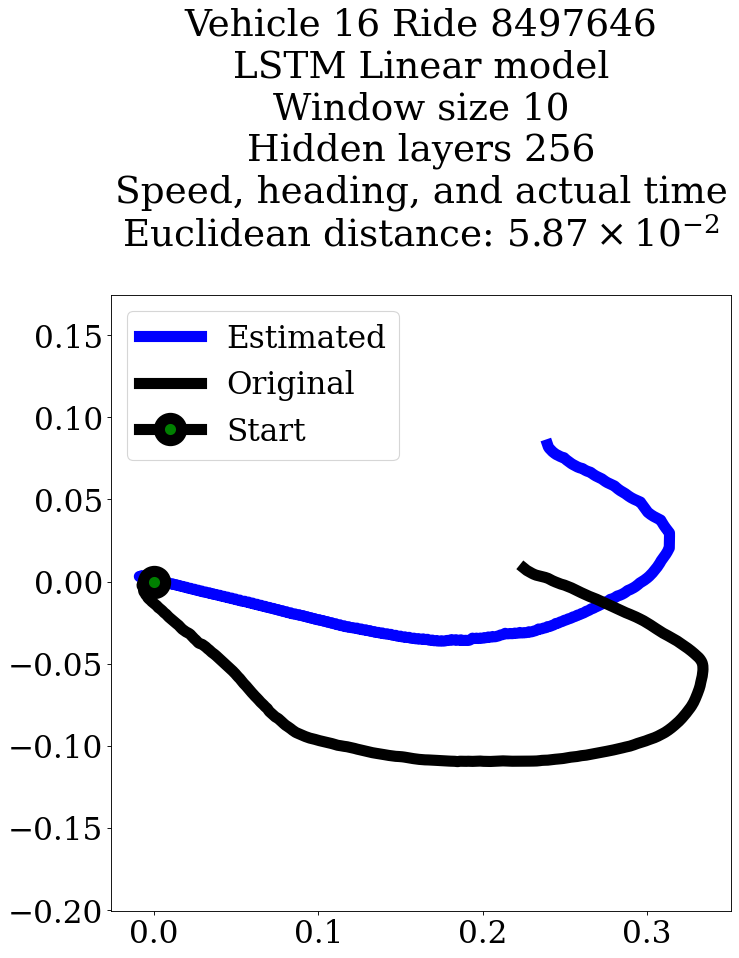 Vehicle 16 Ride 8497646
LSTM Linear model
Window size 10
Hidden layers 256
Speed, heading, and actual time
Euclidean distance: 5.87 × 10⁻²
Estimated
Original
Start
0.15
0.10
0.05
0.00
−0.05
−0.10
−0.15
−0.20
0.0 0.1 0.2 0.3